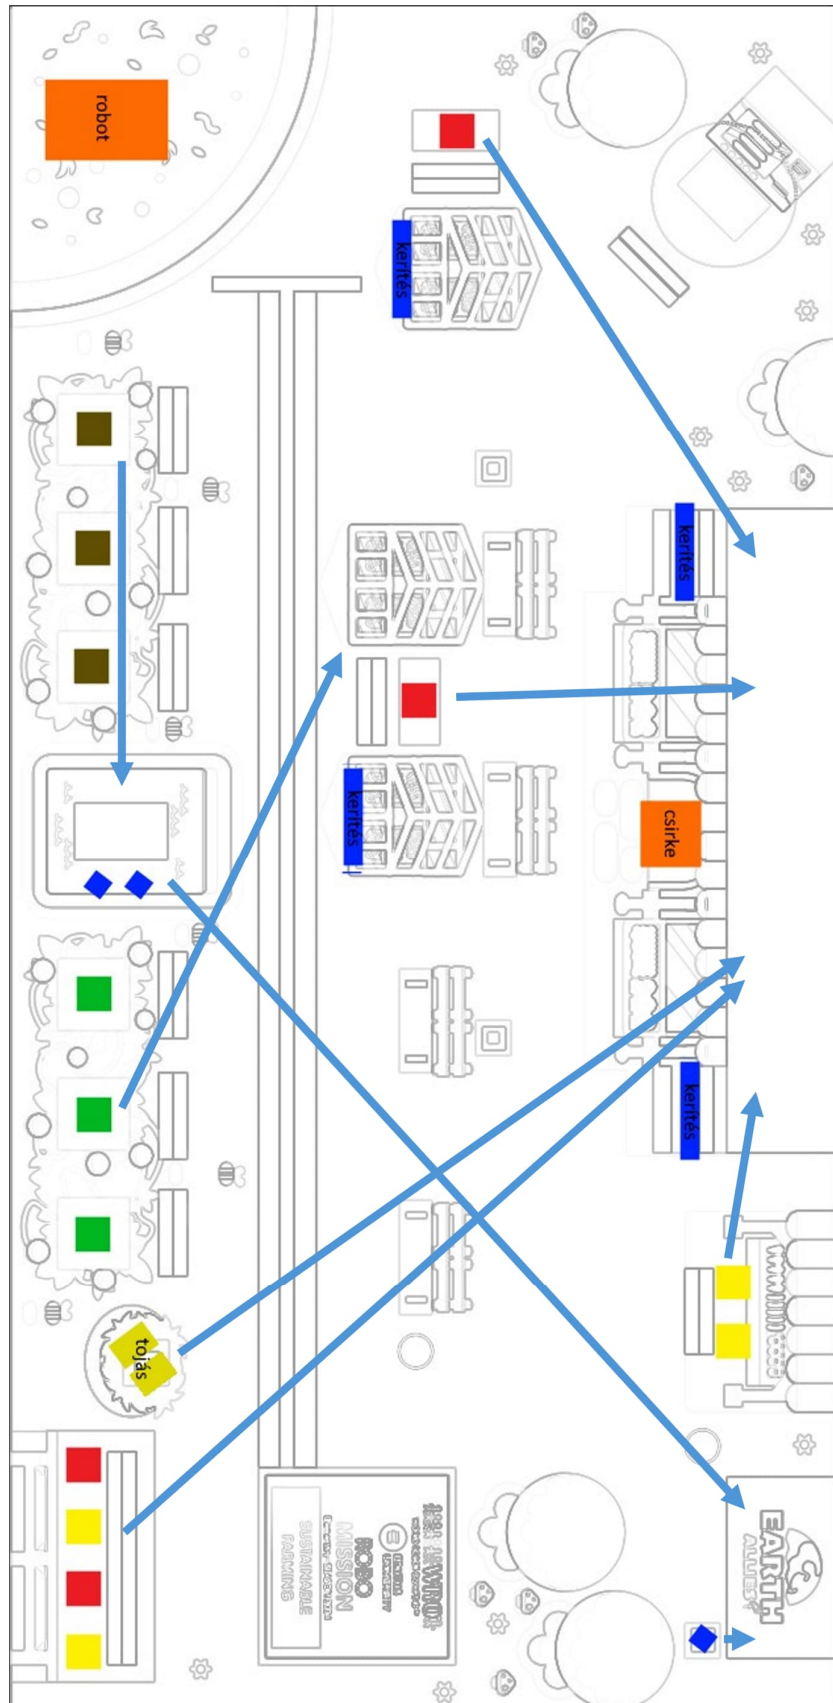 robot
kerítés
kerítés
kerítés
csirke
kerítés
tojás
ROBO
MISSION
SUSTAINABLE
FARMING
EARTH
ALLIES